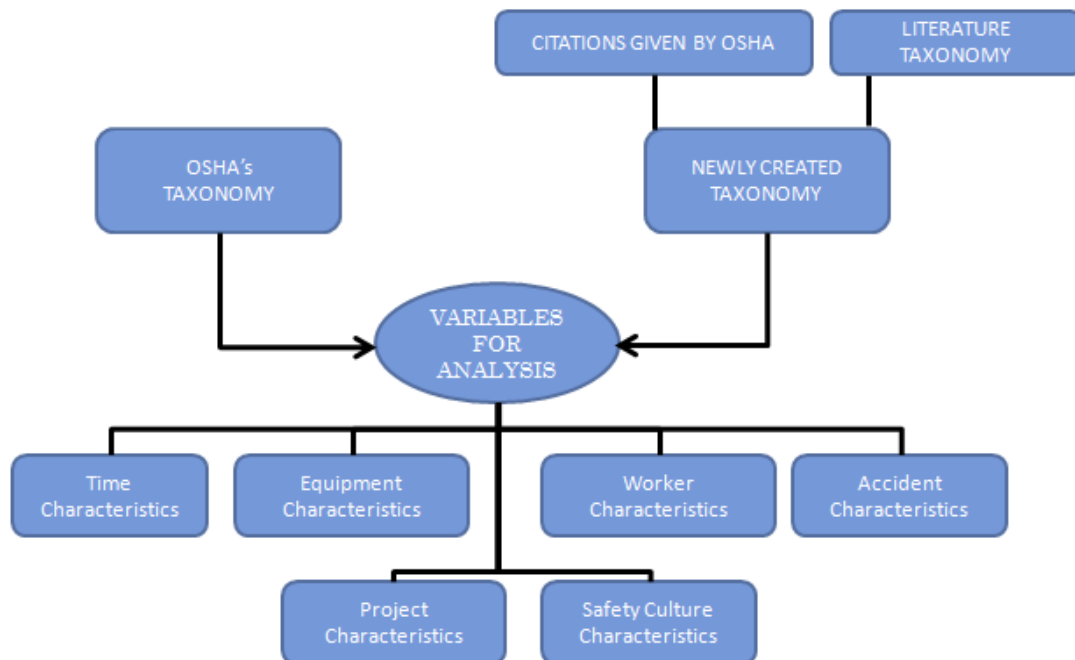 CITATIONS GIVEN BY OSHA
LITERATURE
TAXONOMY
OSHA's
TAXONOMY
NEWLY CREATED
TAXONOMY
VARIABLES
FOR
ANALYSIS
Time
Characteristics
Equipment
Characteristics
Worker
Characteristics
Accident
Characteristics
Project
Characteristics
Safety Culture
Characteristics